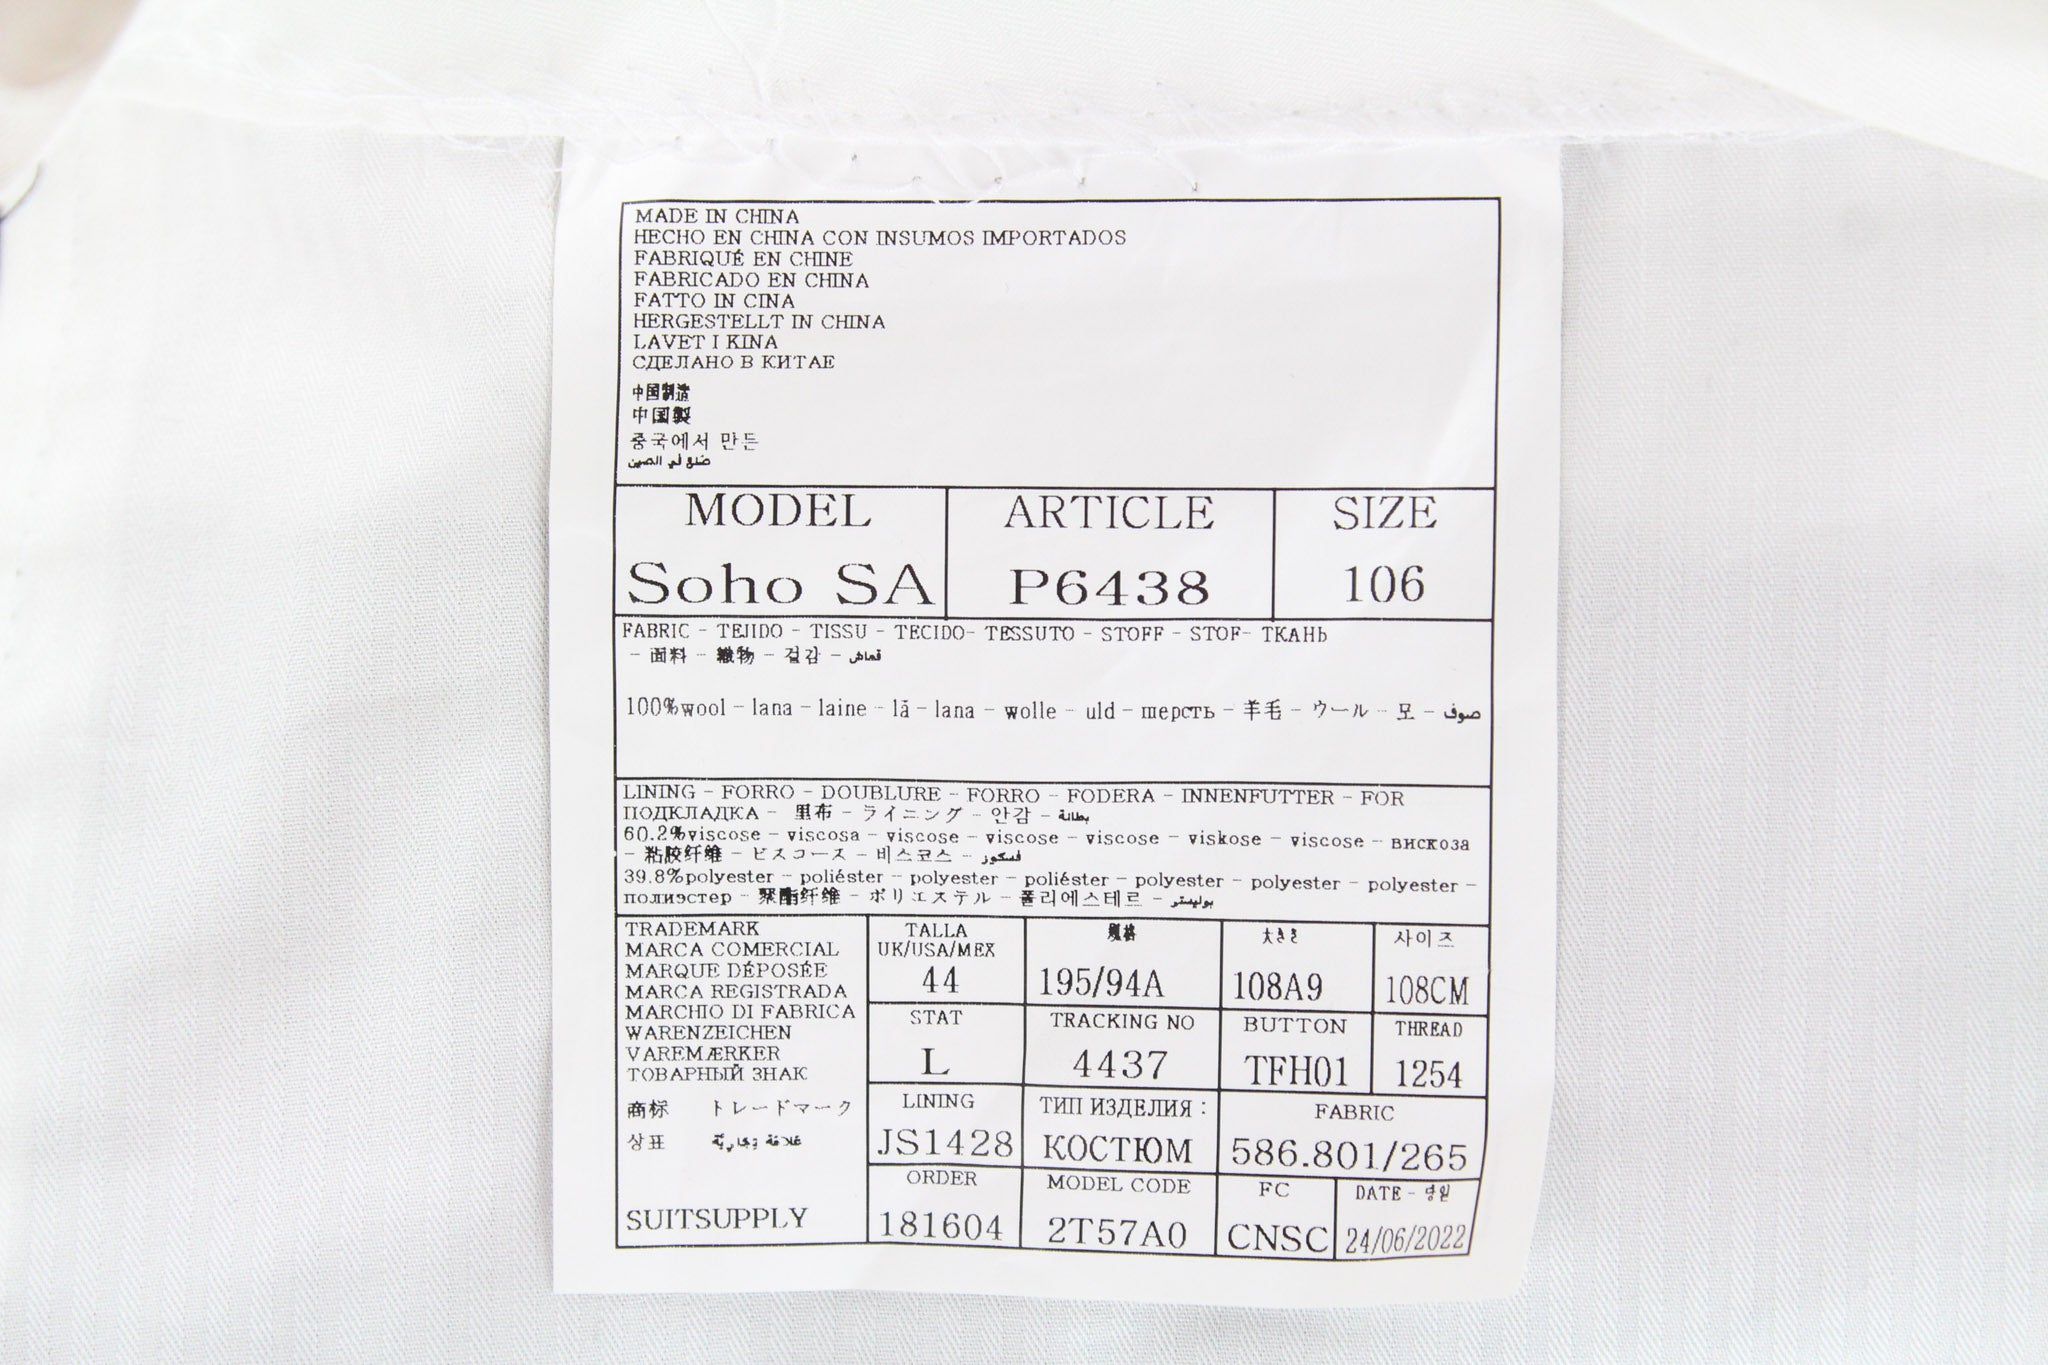 MADE IN CHINA
HECHO EN CHINA CON INSUMOS IMPORTADOS
FABRIQUÉ EN CHINE
FABRICADO EN CHINA
FATTO IN CINA
HERGESTELLT IN CHINA
LAVET I KINA
СДЕЛАНО В КИТАЕ
中国制造
中国製
중국에서 만든
صنع في الصين
MODEL
Soho SA
ARTICLE
P6438
SIZE
106
FABRIC - TEJIDO - TISSU - TECIDO- TESSUTO - STOFF - STOF- ТКАНЬ
- 面料 - 織物 - 겉감 - قماش
100%wool - lana - laine - lã - lana - wolle - uld - шерсть - 羊毛 - ウール - 모 - صوف
LINING - FORRO - DOUBLURE - FORRO - FODERA - INNENFUTTER - FOR
ПОДКЛАДКА - 里布 - ライニング - 안감 - بطانة
60.2%viscose - viscosa - viscose - viscose - viscose - viskose - viscose - вискоза
- 粘胶纤维 - ビスコース - 비스코스 - فسكوز
39.8%polyester - poliéster - polyester - poliéster - polyester - polyester - polyester -
полиэстер - 聚酯纤维 - ポリエステル - 폴리에스테르 - بوليستر
TRADEMARK
MARCA COMERCIAL
MARQUE DÉPOSÉE
MARCA REGISTRADA
MARCHIO DI FABRICA
WARENZEICHEN
VAREMÆRKER
ТОВАРНЫЙ ЗНАК
商标 トレードマーク
상표 علامة تجارية
SUITSUPPLY
TALLA
UK/USA/MEX
44
规格
195/94A
大きさ
108A9
사이즈
108CM
STAT
L
TRACKING NO
4437
BUTTON
TFH01
THREAD
1254
LINING
JS1428
ТИП ИЗДЕЛИЯ :
КОСТЮМ
FABRIC
586.801/265
ORDER
181604
MODEL CODE
2T57A0
FC
CNSC
DATE -
24/06/2022